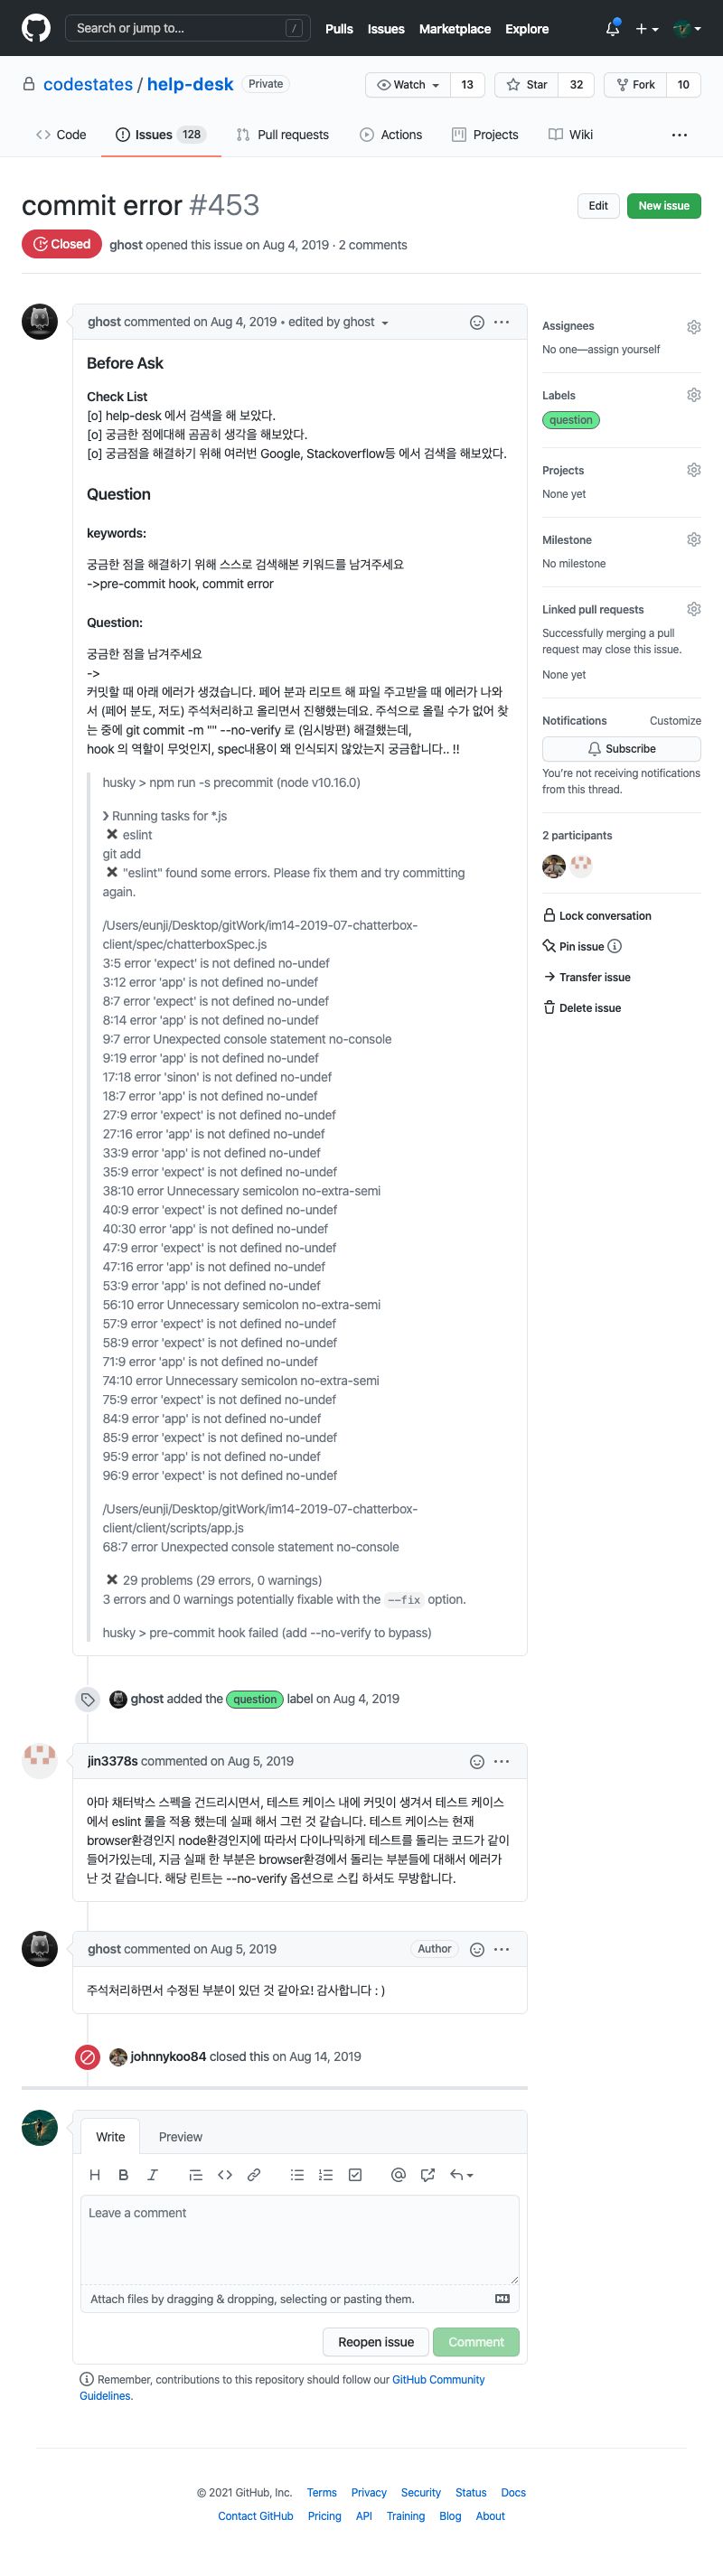 Search or jump to... /
Pulls Issues Marketplace Explore
codestates / help-desk Private
Watch 13 Star 32 Fork 10
Code Issues 128 Pull requests Actions Projects Wiki
commit error #453
Edit New issue
Closed ghost opened this issue on Aug 4, 2019 · 2 comments
ghost commented on Aug 4, 2019 • edited by ghost
Before Ask
Check List
[o] help-desk 에서 검색을 해 보았다.
[o] 궁금한 점에대해 곰곰히 생각을 해보았다.
[o] 궁금점을 해결하기 위해 여러번 Google, Stackoverflow등 에서 검색을 해보았다.
Question
keywords:
궁금한 점을 해결하기 위해 스스로 검색해본 키워드를 남겨주세요
->pre-commit hook, commit error
Question:
궁금한 점을 남겨주세요
->
커밋할 때 아래 에러가 생겼습니다. 페어 분과 리모트 해 파일 주고받을 때 에러가 나와
서 (페어 분도, 저도) 주석처리하고 올리면서 진행했는데요. 주석으로 올릴 수가 없어 찾
는 중에 git commit -m "" --no-verify 로 (임시방편) 해결했는데,
hook 의 역할이 무엇인지, spec내용이 왜 인식되지 않았는지 궁금합니다.. !!
husky > npm run -s precommit (node v10.16.0)
❯ Running tasks for *.js
✖ eslint
git add
✖ "eslint" found some errors. Please fix them and try committing
again.
/Users/eunji/Desktop/gitWork/im14-2019-07-chatterbox-
client/spec/chatterboxSpec.js
3:5 error 'expect' is not defined no-undef
3:12 error 'app' is not defined no-undef
8:7 error 'expect' is not defined no-undef
8:14 error 'app' is not defined no-undef
9:7 error Unexpected console statement no-console
9:19 error 'app' is not defined no-undef
17:18 error 'sinon' is not defined no-undef
18:7 error 'app' is not defined no-undef
27:9 error 'expect' is not defined no-undef
27:16 error 'app' is not defined no-undef
33:9 error 'app' is not defined no-undef
35:9 error 'expect' is not defined no-undef
38:10 error Unnecessary semicolon no-extra-semi
40:9 error 'expect' is not defined no-undef
40:30 error 'app' is not defined no-undef
47:9 error 'expect' is not defined no-undef
47:16 error 'app' is not defined no-undef
53:9 error 'app' is not defined no-undef
56:10 error Unnecessary semicolon no-extra-semi
57:9 error 'expect' is not defined no-undef
58:9 error 'expect' is not defined no-undef
71:9 error 'app' is not defined no-undef
74:10 error Unnecessary semicolon no-extra-semi
75:9 error 'expect' is not defined no-undef
84:9 error 'app' is not defined no-undef
85:9 error 'expect' is not defined no-undef
95:9 error 'app' is not defined no-undef
96:9 error 'expect' is not defined no-undef
/Users/eunji/Desktop/gitWork/im14-2019-07-chatterbox-
client/client/scripts/app.js
68:7 error Unexpected console statement no-console
✖ 29 problems (29 errors, 0 warnings)
3 errors and 0 warnings potentially fixable with the --fix option.
husky > pre-commit hook failed (add --no-verify to bypass)
ghost added the question label on Aug 4, 2019
jin3378s commented on Aug 5, 2019
아마 채터박스 스펙을 건드리시면서, 테스트 케이스 내에 커밋이 생겨서 테스트 케이스
에서 eslint 룰을 적용 했는데 실패 해서 그런 것 같습니다. 테스트 케이스는 현재
browser환경인지 node환경인지에 따라서 다이나믹하게 테스트를 돌리는 코드가 같이
들어가있는데, 지금 실패 한 부분은 browser환경에서 돌리는 부분들에 대해서 에러가
난 것 같습니다. 해당 린트는 --no-verify 옵션으로 스킵 하셔도 무방합니다.
ghost commented on Aug 5, 2019 Author
주석처리하면서 수정된 부분이 있던 것 같아요! 감사합니다 : )
johnnykoo84 closed this on Aug 14, 2019
Write Preview
Leave a comment
Attach files by dragging & dropping, selecting or pasting them.
Reopen issue Comment
Remember, contributions to this repository should follow our GitHub Community
Guidelines.
Assignees
No one—assign yourself
Labels
question
Projects
None yet
Milestone
No milestone
Linked pull requests
Successfully merging a pull
request may close this issue.
None yet
Notifications Customize
Subscribe
You're not receiving notifications
from this thread.
2 participants
Lock conversation
Pin issue
Transfer issue
Delete issue
© 2021 GitHub, Inc. Terms Privacy Security Status Docs
Contact GitHub Pricing API Training Blog About